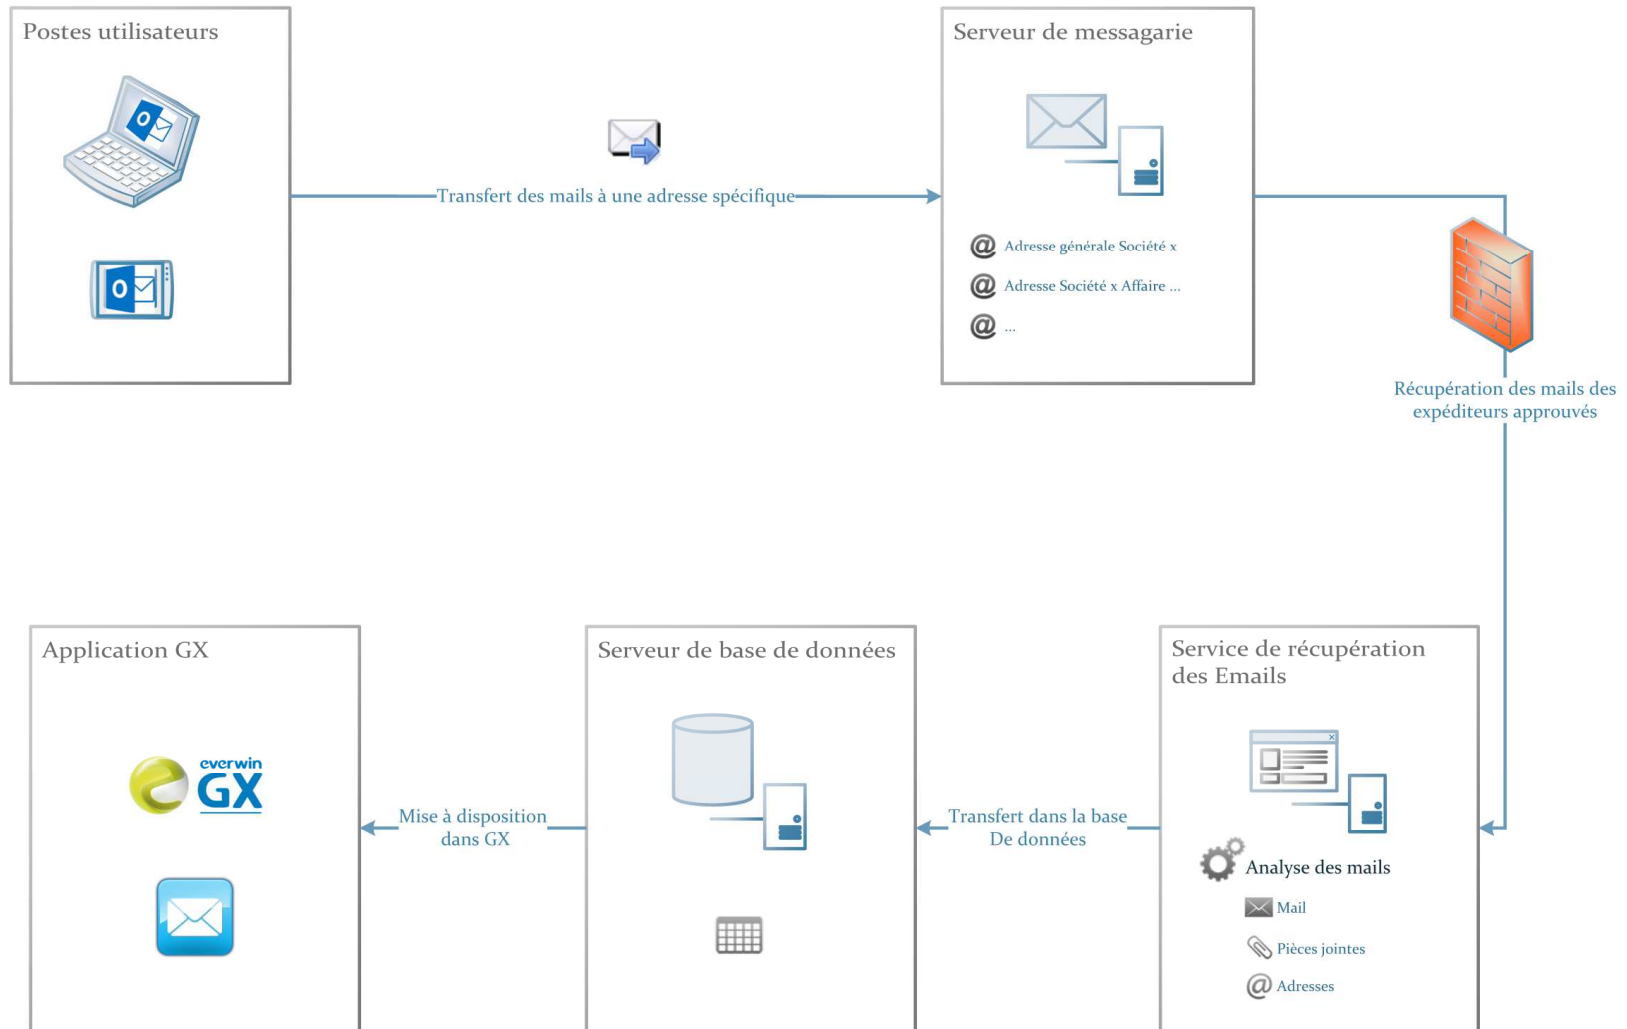 Postes utilisateurs
Serveur de messagarie
Transfert des mails à une adresse spécifique
@ Adresse générale Société x
@ Adresse Société x Affaire ...
@ ...
Récupération des mails des
expéditeurs approuvés
Application GX
everwin
GX
Mise à disposition
dans GX
Serveur de base de données
Transfert dans la base
De données
Service de récupération
des Emails
Analyse des mails
Mail
Pièces jointes
@ Adresses